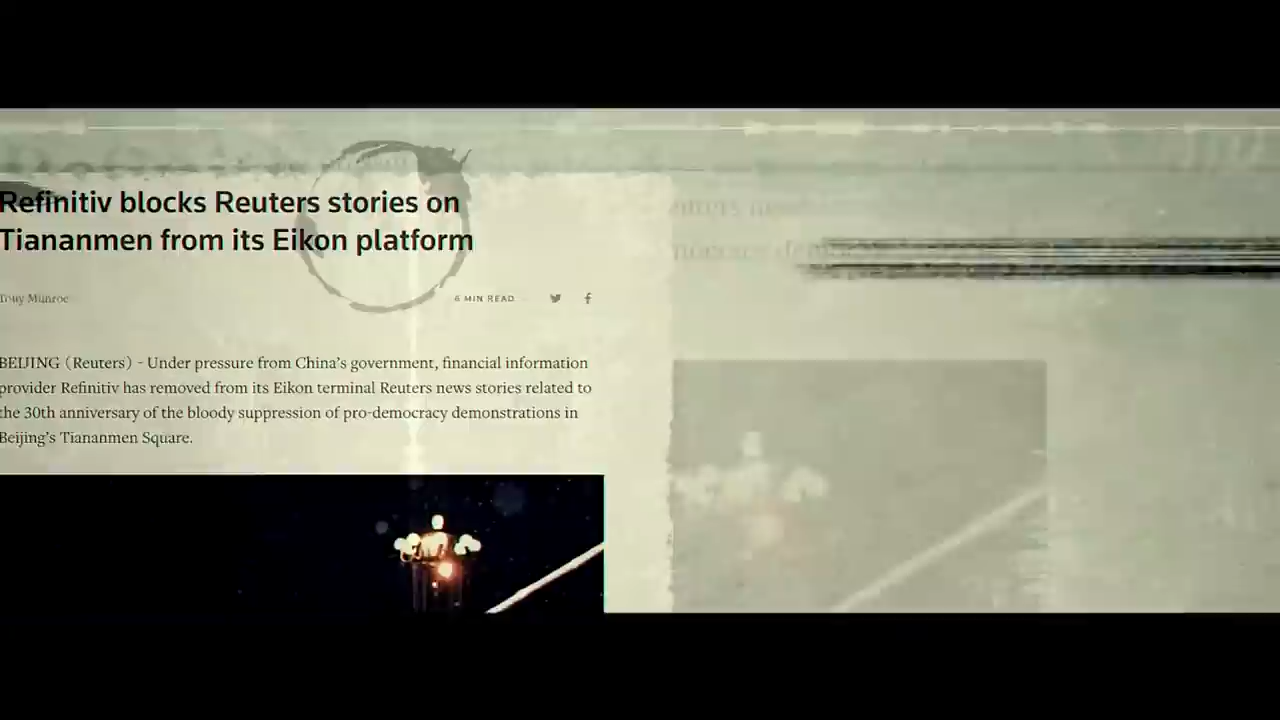 Refinitiv blocks Reuters stories on
Tiananmen from its Eikon platform
Tony Munroe
6 MIN READ
BEIJING (Reuters) - Under pressure from China’s government, financial information
provider Refinitiv has removed from its Eikon terminal Reuters news stories related to
the 30th anniversary of the bloody suppression of pro-democracy demonstrations in
Beijing’s Tiananmen Square.